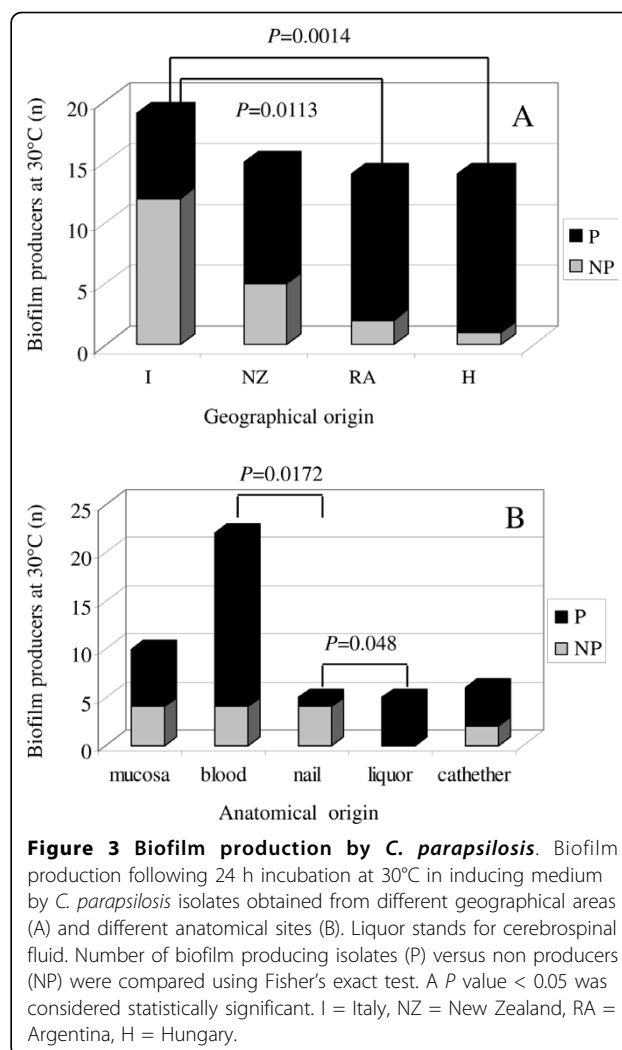 P=0.0014
P=0.0113
A
Biofilm producers at 30°C (n)
20
15
10
5
0
P
NP
I NZ RA H
Geographical origin
P=0.0172
B
Biofilm producers at 30°C (n)
25
20
15
10
5
0
P=0.048
P
NP
mucosa blood nail liquor cathether
Anatomical origin
Figure 3 Biofilm production by C. parapsilosis. Biofilm
production following 24 h incubation at 30°C in inducing medium
by C. parapsilosis isolates obtained from different geographical areas
(A) and different anatomical sites (B). Liquor stands for cerebrospinal
fluid. Number of biofilm producing isolates (P) versus non producers
(NP) were compared using Fisher's exact test. A P value < 0.05 was
considered statistically significant. I = Italy, NZ = New Zealand, RA =
Argentina, H = Hungary.